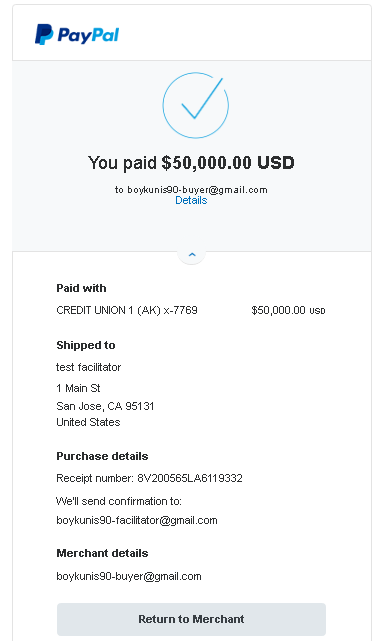 PayPal
You paid $50,000.00 USD
to boykunis90-buyer@gmail.com
Details
Paid with
CREDIT UNION 1 (AK) x-7769 $50,000.00 USD
Shipped to
test facilitator
1 Main St
San Jose, CA 95131
United States
Purchase details
Receipt number: 8V200565LA6119332
We'll send confirmation to:
boykunis90-facilitator@gmail.com
Merchant details
boykunis90-buyer@gmail.com
Return to Merchant